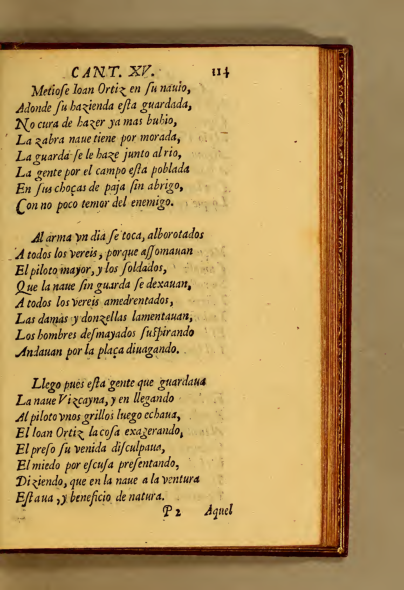 CANT. XV. 114
Metiose Ioan Ortiz en su nauio,
Adonde su hazienda esta guardada,
No cura de hazer ya mas buhio,
La zabra naue tiene por morada,
La guarda se le haze junto al rio,
La gente por el campo esta poblada
En sus choças de paja sin abrigo,
Con no poco temor del enemigo.
Al arma vn dia se toca, alborotados
A todos los vereis, porque assomauan
El piloto mayor, y los soldados,
Que la naue sin guarda se dexauan,
A todos los vereis amedrentados,
Las damas y donzellas lamentauan,
Los hombres desmayados suspirando
Andauan por la plaça diuagando.
Llego pues esta gente que guardaua
La naue Vizcayna, y en llegando
Al piloto vnos grillos luego echaua,
El Ioan Ortiz la cosa exagerando,
El preso su venida disculpaua,
El miedo por escusa presentando,
Diziendo, que en la naue a la ventura
Estaua, y beneficio de natura.
P 2 Aquel